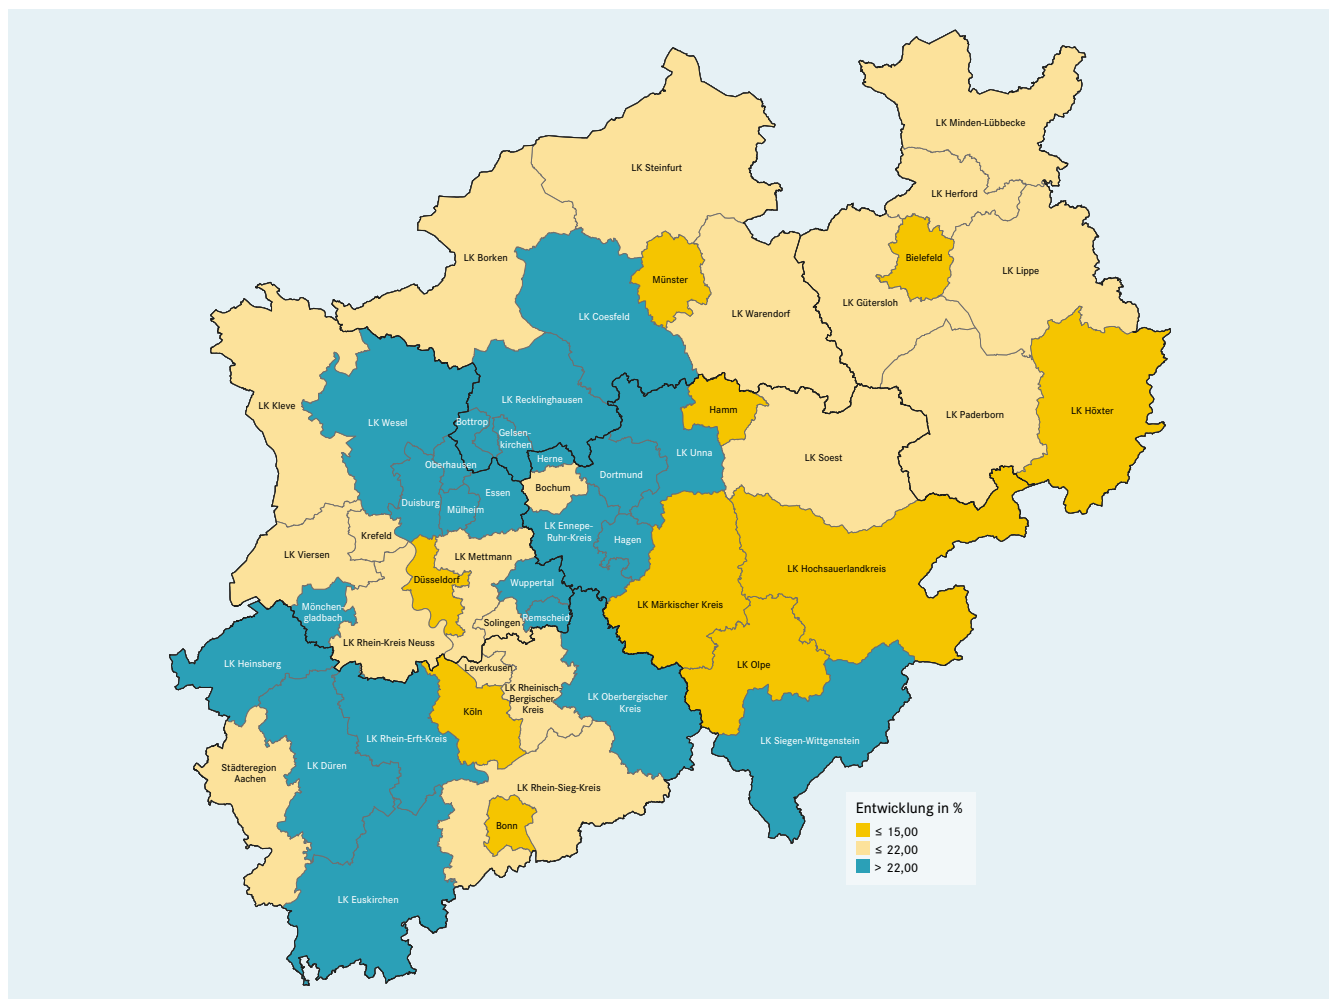 LK Minden-Lübbecke
LK Steinfurt
LK Herford
LK Borken
Bielefeld
LK Lippe
Münster
LK Gütersloh
LK Coesfeld
LK Warendorf
LK Kleve
LK Recklinghausen
Hamm
LK Höxter
LK Paderborn
LK Wesel
Bottrop
Gelsen-
kirchen
LK Unna
LK Soest
Herne
Oberhausen
Dortmund
Bochum
Essen
Duisburg
Mülheim
LK Ennepe-
Ruhr-Kreis
Hagen
Krefeld
LK Viersen
LK Mettmann
LK Hochsauerlandkreis
Düsseldorf
Wuppertal
Mönchen-
gladbach
LK Märkischer Kreis
Remscheid
Solingen
LK Rhein-Kreis Neuss
LK Heinsberg
Leverkusen
LK Olpe
LK Rheinisch-
Bergischer
Kreis
LK Oberbergischer
Kreis
Köln
LK Rhein-Erft-Kreis
LK Siegen-Wittgenstein
Städteregion
Aachen
LK Düren
LK Rhein-Sieg-Kreis
Bonn
LK Euskirchen
Entwicklung in %
≤ 15,00
≤ 22,00
> 22,00